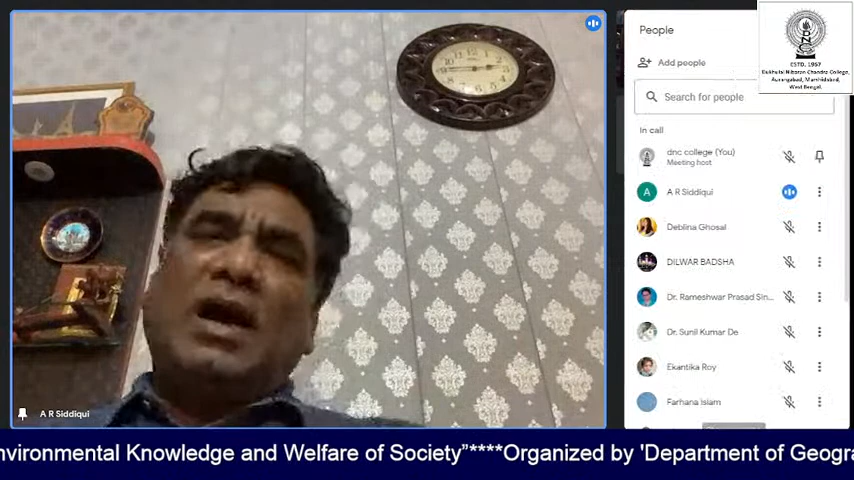 People
ESTD. 1967
Dukhulal Nibaran Chandra College,
Aurangabad, Murshidabad,
West Bengal.
Add people
Search for people
In call
dnc college (You)
Meeting host
A
A R Siddiqui
Deblina Ghosal
DILWAR BADSHA
Dr. Rameshwar Prasad Sin...
Dr. Sunil Kumar De
Ekantika Roy
Farhana Islam
A R Siddiqui
nvironmental Knowledge and Welfare of Society"****Organized by 'Department of Geogra